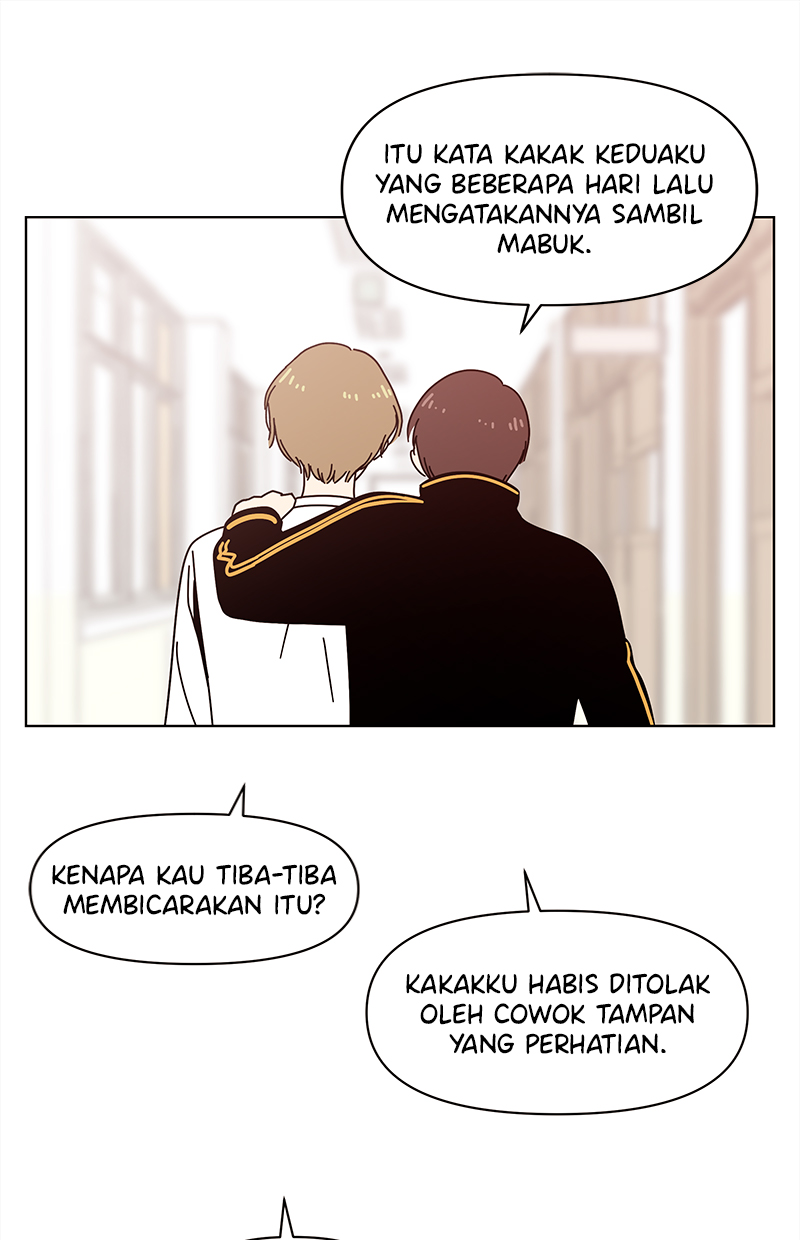 ITU KATA KAKAK KEDUAKU
YANG BEBERAPA HARI LALU
MENGATAKANNYA SAMBIL
MABUK.
KENAPA KAU TIBA-TIBA
MEMBICARAKAN ITU?
KAKAKKU HABIS DITOLAK
OLEH COWOK TAMPAN
YANG PERHATIAN.